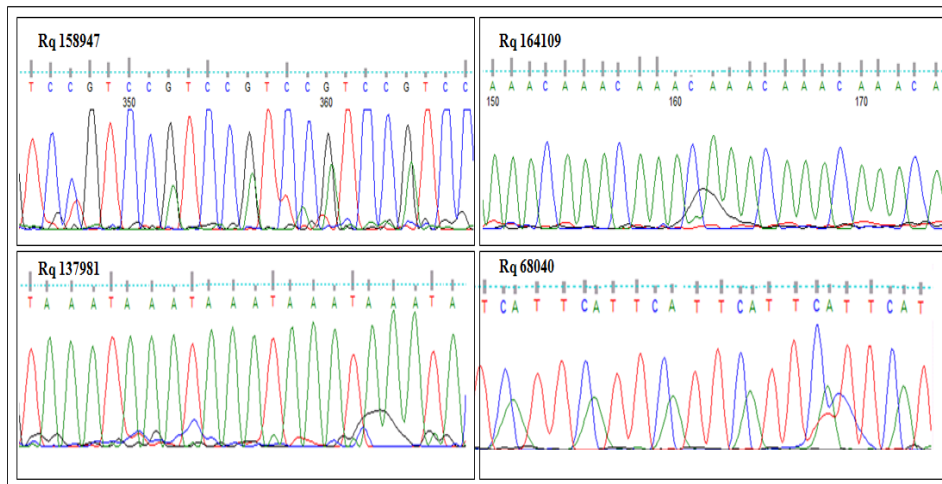 Rq 158947
T C C G T C C G T C C G T C C G T C C G T C C
350 360
Rq 164109
A A A C A A A C A A A C A A A C A A A C A A A C A
150 160 170
Rq 137981
T A A A T A A A T A A A T A A A T A A A T A
Rq 68040
T C A T T C A T T C A T T C A T T C A T T C A T